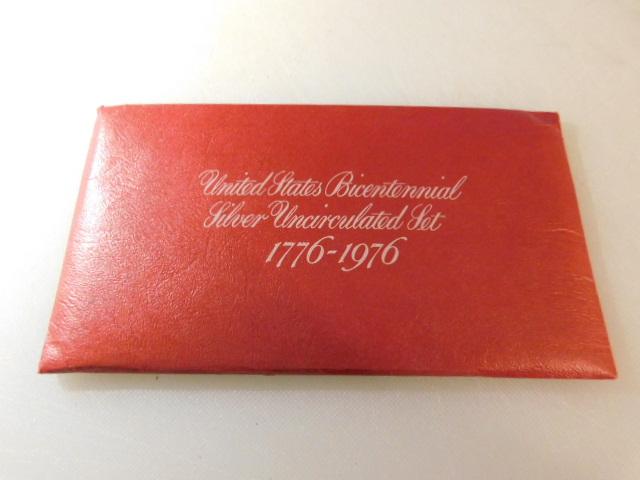 United States Bicentennial
Silver Uncirculated Set
1776-1976